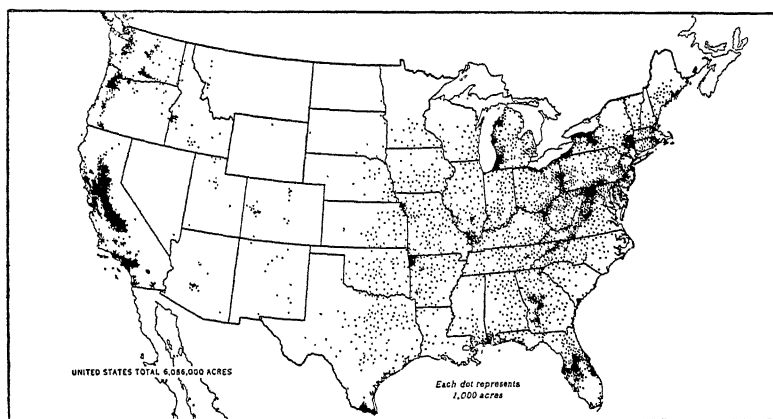 UNITED STATES TOTAL 6,086,000 ACRES
Each dot represents
1,000 acres